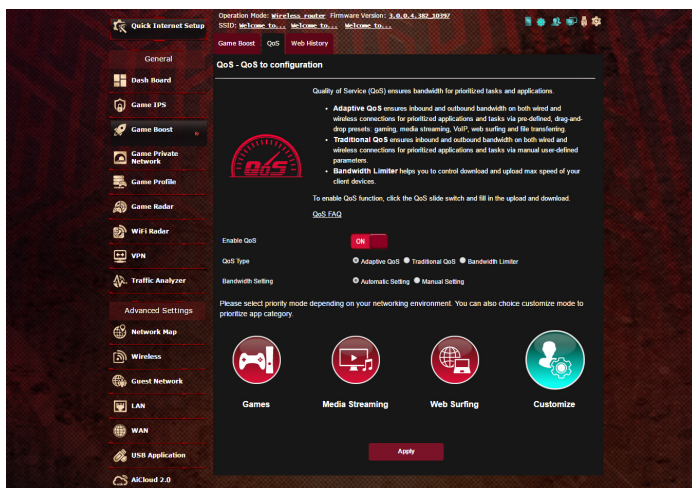 Quick Internet Setup
Operation Mode: Wireless router Firmware Version: 3.0.0.4.382_10397
SSID: Welcome to... Welcome to... Welcome to...
Game Boost QoS Web History
General
Dash Board
Game IPS
Game Boost
Game Private
Network
Game Profile
Game Radar
WiFi Radar
VPN
Traffic Analyzer
Advanced Settings
Network Map
Wireless
Guest Network
LAN
WAN
USB Application
AiCloud 2.0
QoS - QoS to configuration
Quality of Service (QoS) ensures bandwidth for prioritized tasks and applications.
• Adaptive QoS ensures inbound and outbound bandwidth on both wired and
wireless connections for prioritized applications and tasks via pre-defined, drag-and-
drop presets: gaming, media streaming, VoIP, web surfing and file transferring.
• Traditional QoS ensures inbound and outbound bandwidth on both wired and
wireless connections for prioritized applications and tasks via manual user-defined
parameters.
• Bandwidth Limiter helps you to control download and upload max speed of your
client devices.
QoS
To enable QoS function, click the QoS slide switch and fill in the upload and download.
QoS FAQ
Enable QoS ON
QoS Type Adaptive QoS Traditional QoS Bandwidth Limiter
Bandwidth Setting Automatic Setting Manual Setting
Please select priority mode depending on your networking environment. You can also choice customize mode to
prioritize app category.
Games Media Streaming Web Surfing Customize
Apply